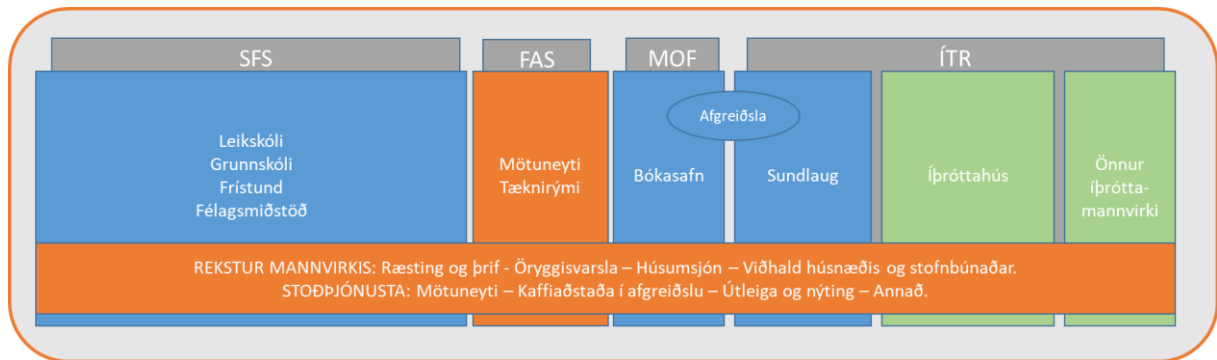 SFS
FAS
MOF
ÍTR
Afgreiðsla
Leikskóli
Grunnskóli
Frístund
Félagsmiðstöð
Mötuneyti
Tæknirými
Bókasafn
Sundlaug
Íþróttahús
Önnur
íþrótta-
mannvirki
REKSTUR MANNVIRKIS: Ræsting og þrif - Öryggisvarsla – Húsumsjón – Viðhald húsnæðis og stofnbúnaðar.
STOÐÞJÓNUSTA: Mötuneyti – Kaffiaðstaða í afgreiðslu – Útleiga og nýting – Annað.